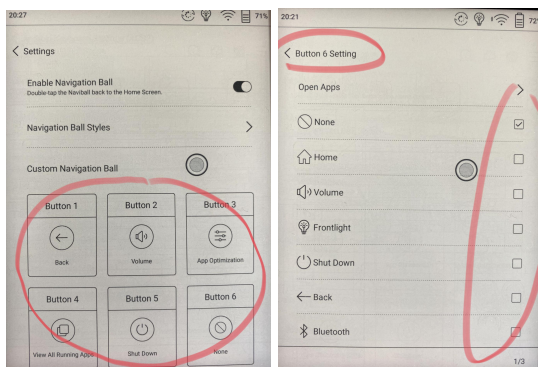 20:27
71%
Settings
Enable Navigation Ball
Double-tap the Naviball back to the Home Screen.
Navigation Ball Styles
Custom Navigation Ball
Button 1
Button 2
Button 3
Back
Volume
App Optimization
Button 4
Button 5
Button 6
View All Running Apps
Shut Down
None
20:21
72%
Button 6 Setting
Open Apps
None
Home
Volume
Frontlight
Shut Down
Back
Bluetooth
1/3